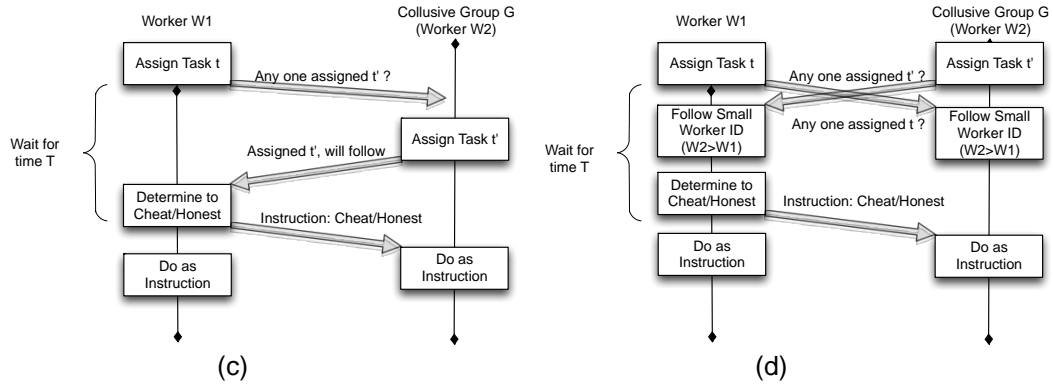 Worker W1
Collusive Group G
(Worker W2)
Assign Task t
Any one assigned t' ?
Wait for
time T
Assign Task t'
Assigned t', will follow
Determine to
Cheat/Honest
Instruction: Cheat/Honest
Do as
Instruction
Do as
Instruction
(c)
Worker W1
Collusive Group G
(Worker W2)
Assign Task t
Any one assigned t' ?
Assign Task t'
Wait for
time T
Follow Small
Worker ID
(W2>W1)
Any one assigned t ?
Follow Small
Worker ID
(W2>W1)
Determine to
Cheat/Honest
Instruction: Cheat/Honest
Do as
Instruction
Do as
Instruction
(d)